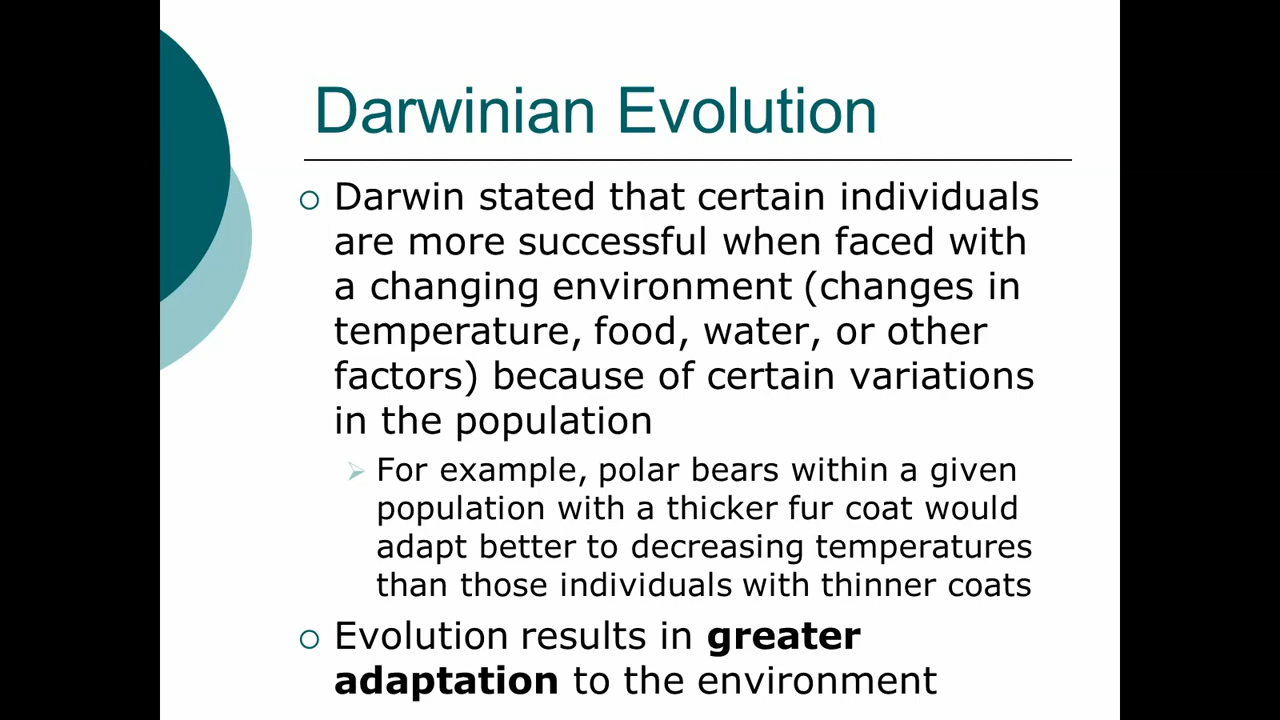 Darwinian Evolution
Darwin stated that certain individuals
are more successful when faced with
a changing environment (changes in
temperature, food, water, or other
factors) because of certain variations
in the population
For example, polar bears within a given
population with a thicker fur coat would
adapt better to decreasing temperatures
than those individuals with thinner coats
Evolution results in greater
adaptation to the environment